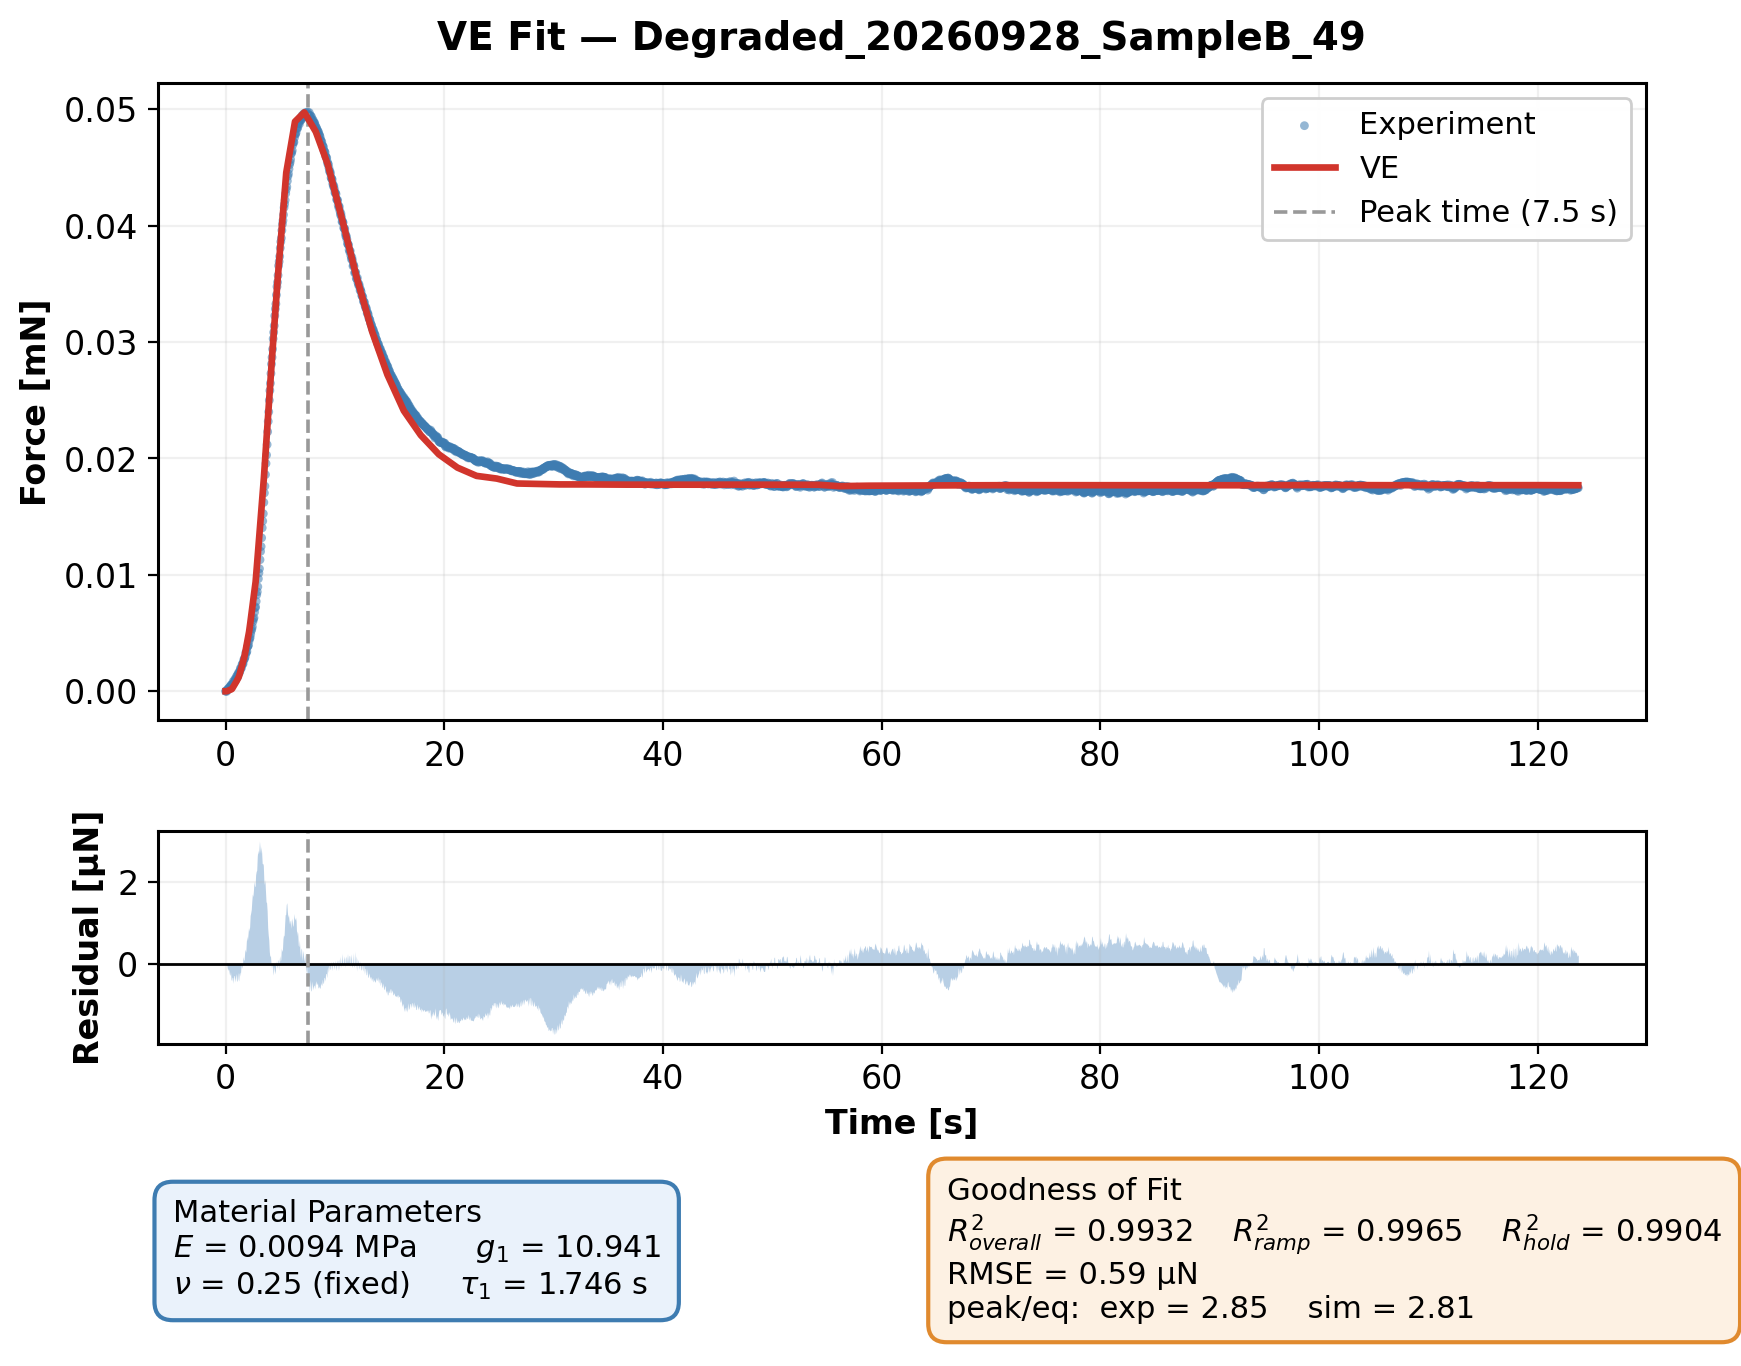 VE Fit — Degraded_20260928_SampleB_49
Force [mN]
0.05
0.04
0.03
0.02
0.01
0.00
Experiment
VE
Peak time (7.5 s)
0 20 40 60 80 100 120
Residual [µN]
2
0
0 20 40 60 80 100 120
Time [s]
Material Parameters
E = 0.0094 MPa g₁ = 10.941
ν = 0.25 (fixed) τ₁ = 1.746 s
Goodness of Fit
R²overall = 0.9932 R²ramp = 0.9965 R²hold = 0.9904
RMSE = 0.59 µN
peak/eq: exp = 2.85 sim = 2.81